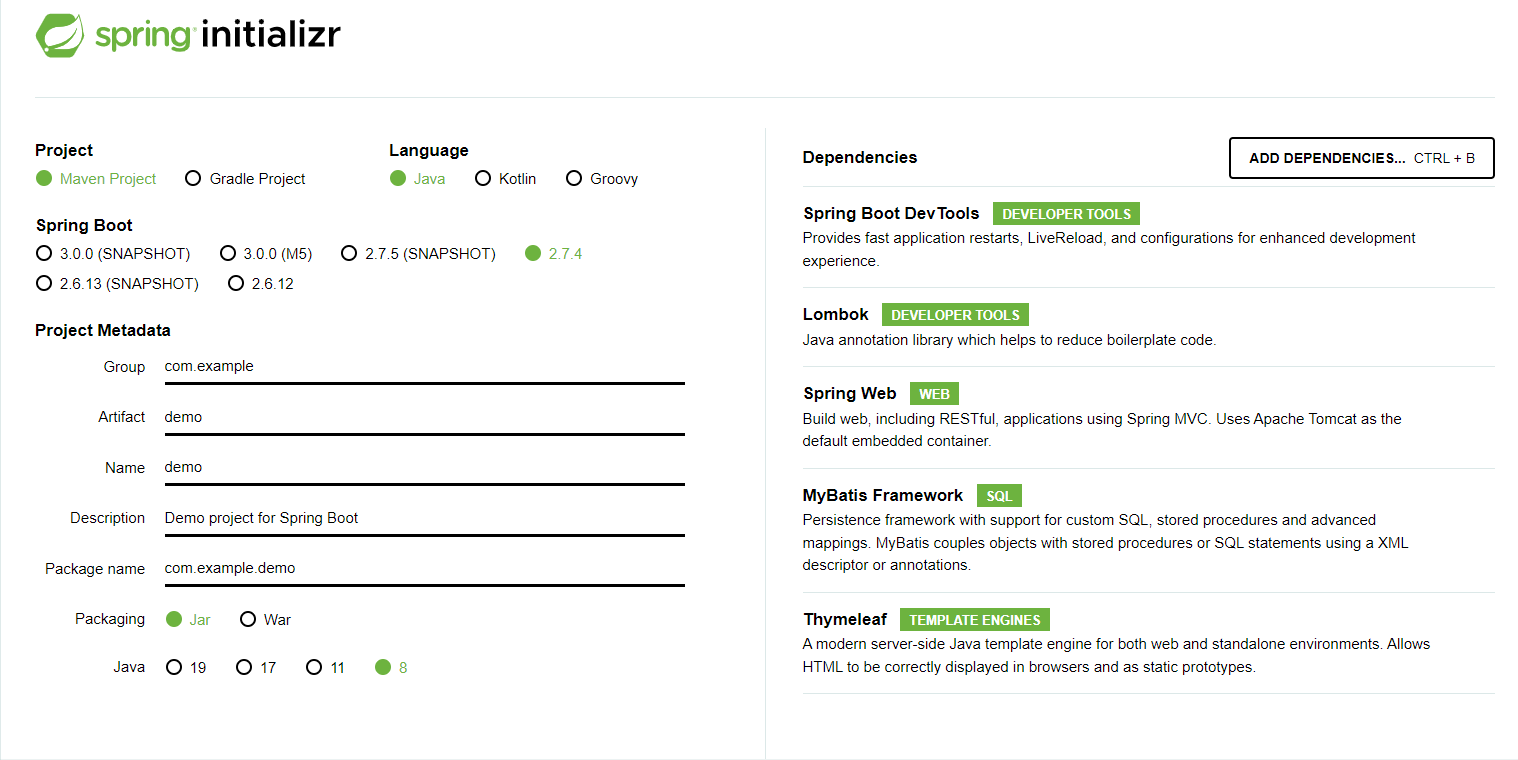 spring initializr
Project
Maven Project Gradle Project
Language
Java Kotlin Groovy
Spring Boot
3.0.0 (SNAPSHOT) 3.0.0 (M5) 2.7.5 (SNAPSHOT) 2.7.4
2.6.13 (SNAPSHOT) 2.6.12
Project Metadata
Group com.example
Artifact demo
Name demo
Description Demo project for Spring Boot
Package name com.example.demo
Packaging Jar War
Java 19 17 11 8
Dependencies ADD DEPENDENCIES... CTRL + B
Spring Boot DevTools DEVELOPER TOOLS
Provides fast application restarts, LiveReload, and configurations for enhanced development
experience.
Lombok DEVELOPER TOOLS
Java annotation library which helps to reduce boilerplate code.
Spring Web WEB
Build web, including RESTful, applications using Spring MVC. Uses Apache Tomcat as the
default embedded container.
MyBatis Framework SQL
Persistence framework with support for custom SQL, stored procedures and advanced
mappings. MyBatis couples objects with stored procedures or SQL statements using a XML
descriptor or annotations.
Thymeleaf TEMPLATE ENGINES
A modern server-side Java template engine for both web and standalone environments. Allows
HTML to be correctly displayed in browsers and as static prototypes.